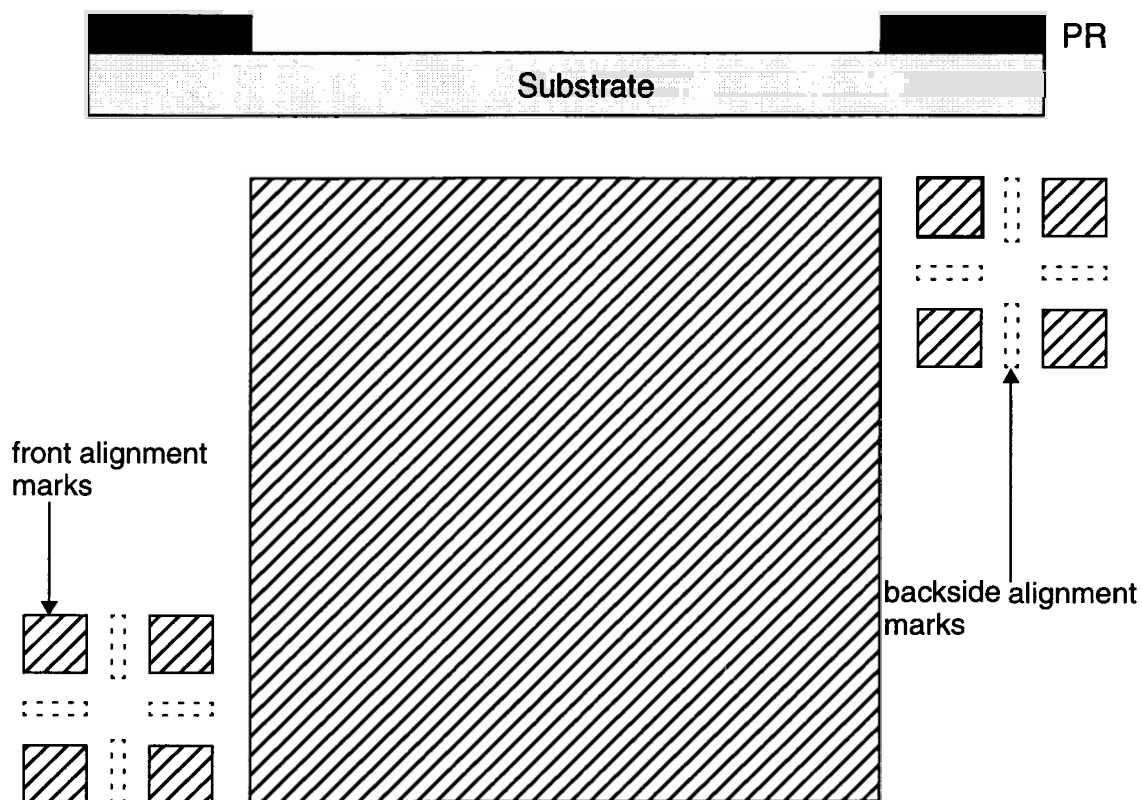 PR
Substrate
front alignment
marks
backside alignment
marks